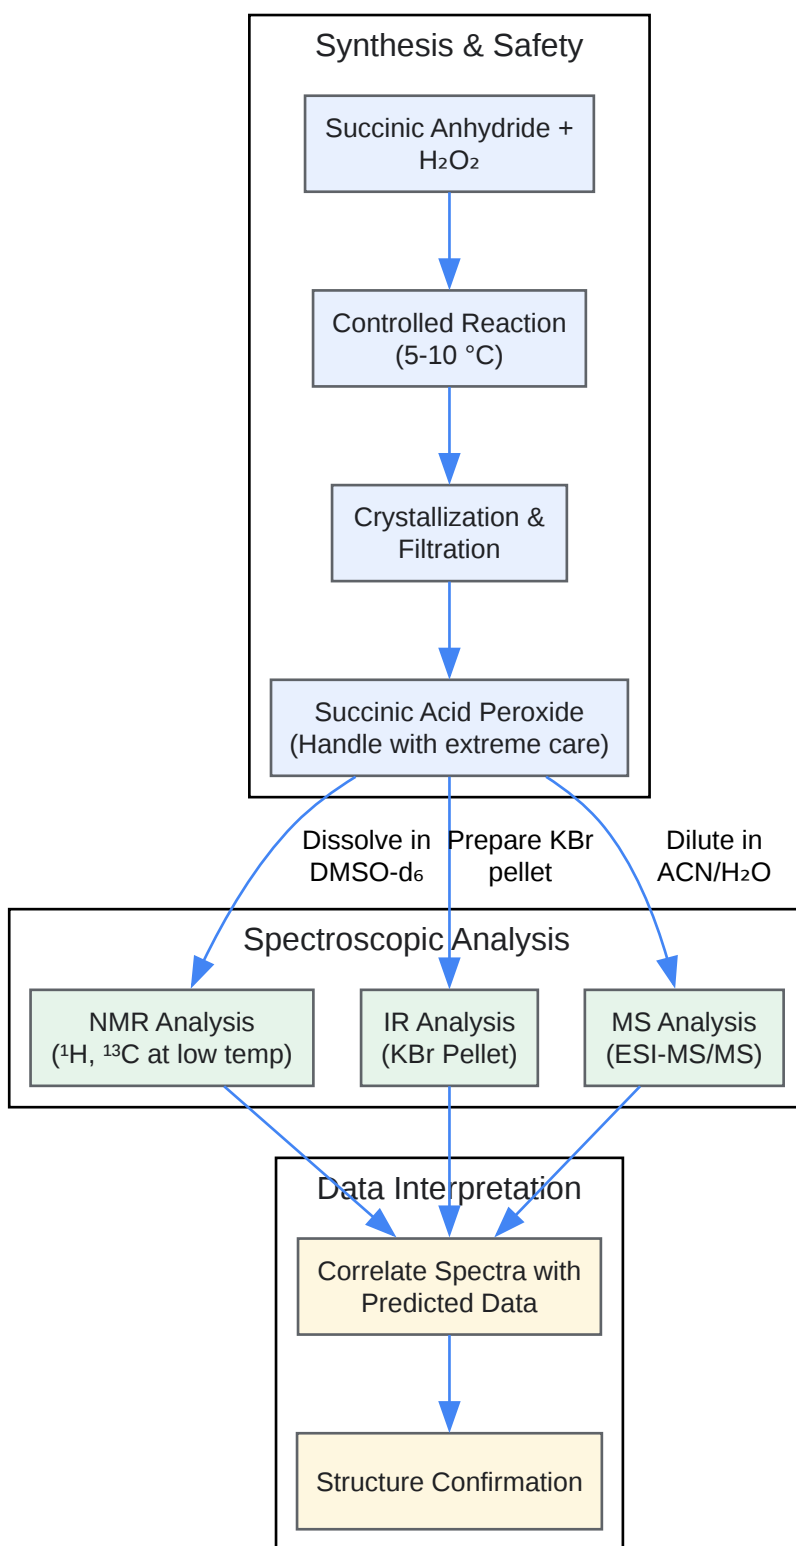 Synthesis & Safety
Succinic Anhydride +
H₂O₂
Controlled Reaction
(5-10 °C)
Crystallization &
Filtration
Succinic Acid Peroxide
(Handle with extreme care)
Dissolve in
DMSO-d₆
Prepare KBr
pellet
Dilute in
ACN/H₂O
Spectroscopic Analysis
NMR Analysis
(¹H, ¹³C at low temp)
IR Analysis
(KBr Pellet)
MS Analysis
(ESI-MS/MS)
Data Interpretation
Correlate Spectra with
Predicted Data
Structure Confirmation